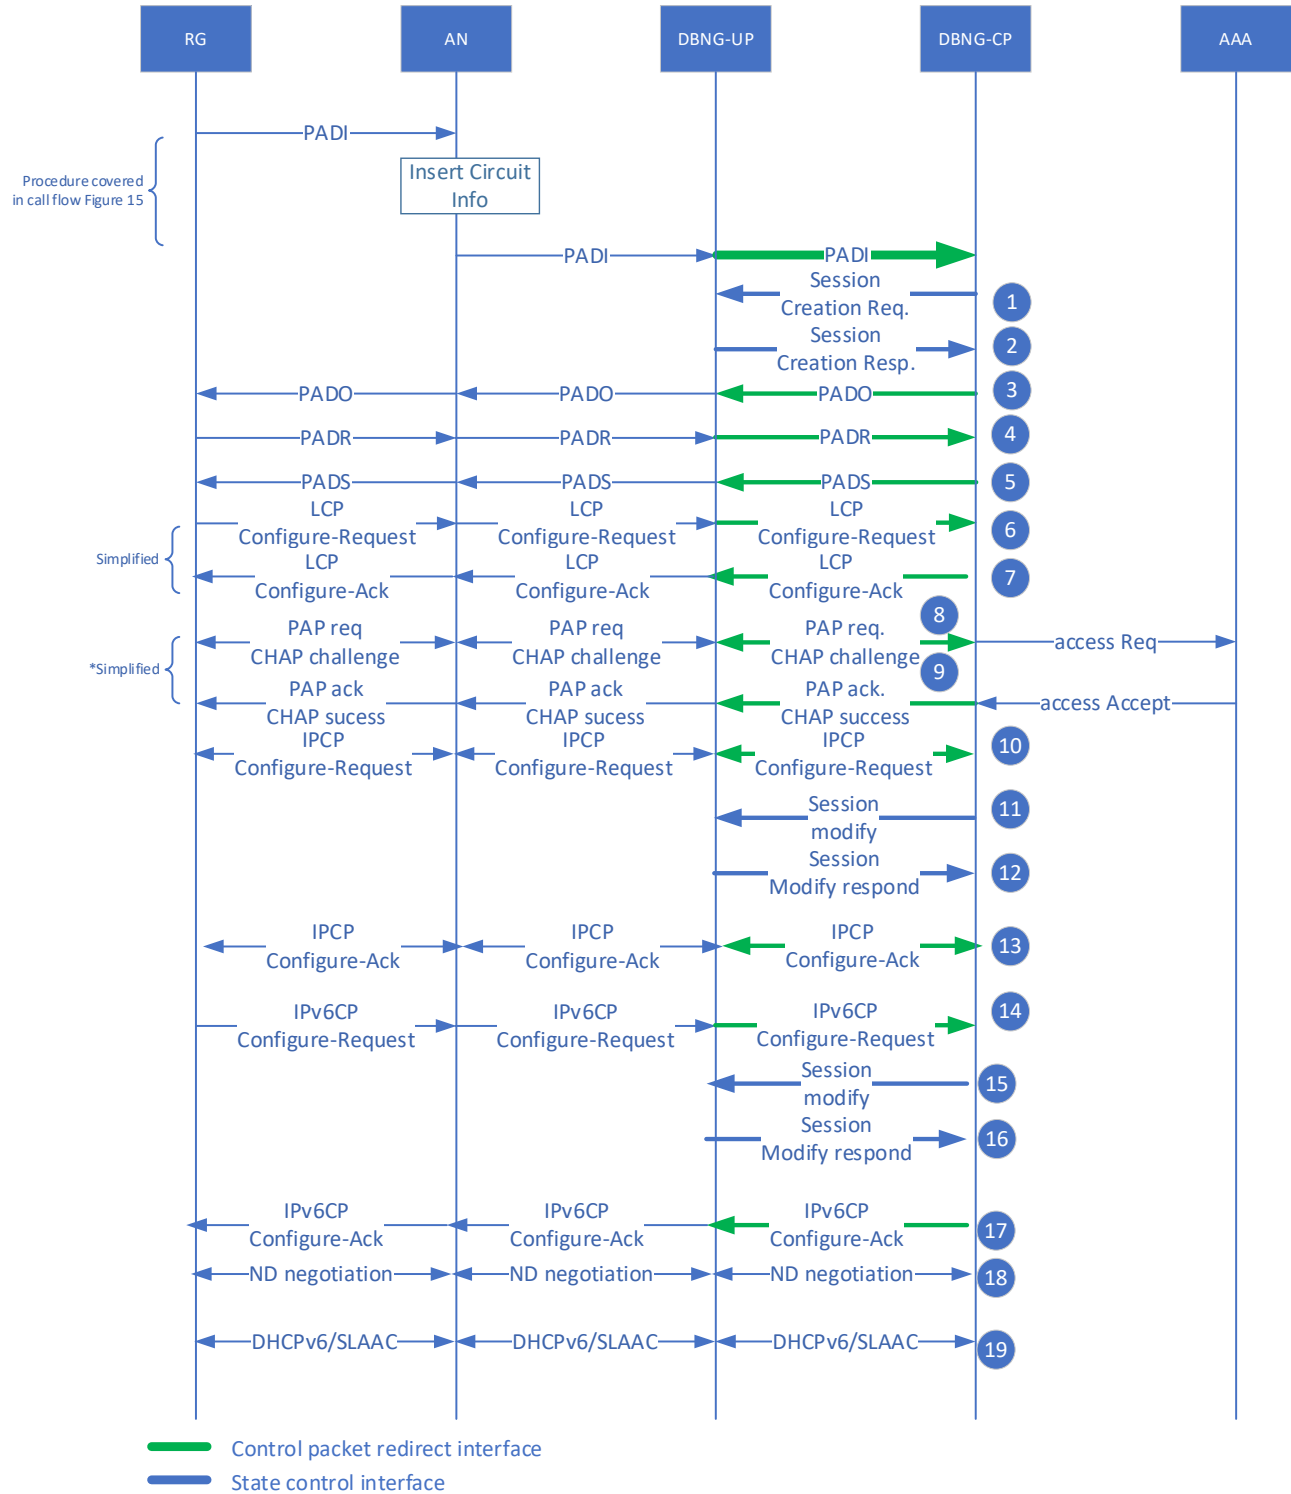 RG
AN
DBNG-UP
DBNG-CP
AAA
PADI
Procedure covered
in call flow Figure 15
Insert Circuit
Info
PADI
PADI
Session
Creation Req.
1
Session
Creation Resp.
2
PADO
PADO
PADO
3
PADR
PADR
PADR
4
PADS
PADS
PADS
5
LCP
Configure-Request
LCP
Configure-Request
LCP
Configure-Request
6
Simplified
LCP
Configure-Ack
LCP
Configure-Ack
LCP
Configure-Ack
7
8
PAP req
CHAP challenge
PAP req
CHAP challenge
PAP req.
CHAP challenge
access Req
*Simplified
9
PAP ack
CHAP sucess
PAP ack
CHAP sucess
PAP ack.
CHAP success
access Accept
IPCP
Configure-Request
IPCP
Configure-Request
IPCP
Configure-Request
10
Session
modify
11
Session
Modify respond
12
IPCP
Configure-Ack
IPCP
Configure-Ack
IPCP
Configure-Ack
13
IPv6CP
Configure-Request
IPv6CP
Configure-Request
IPv6CP
Configure-Request
14
Session
modify
15
Session
Modify respond
16
IPv6CP
Configure-Ack
IPv6CP
Configure-Ack
IPv6CP
Configure-Ack
17
ND negotiation
ND negotiation
ND negotiation
18
DHCPv6/SLAAC
DHCPv6/SLAAC
DHCPv6/SLAAC
19
Control packet redirect interface
State control interface